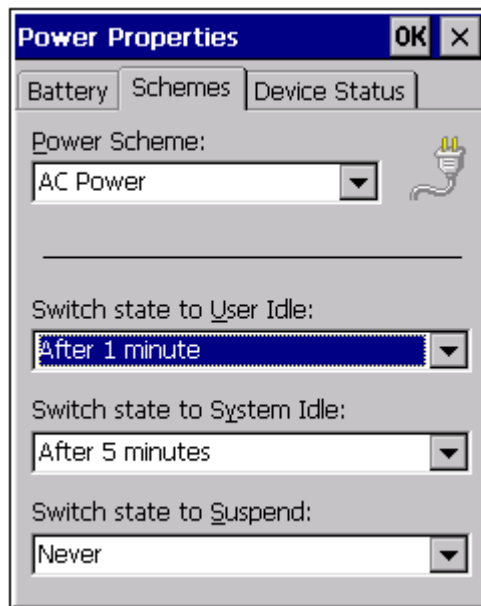 Power Properties OK ×
Battery Schemes Device Status
Power Scheme:
AC Power
Switch state to User Idle:
After 1 minute
Switch state to System Idle:
After 5 minutes
Switch state to Suspend:
Never